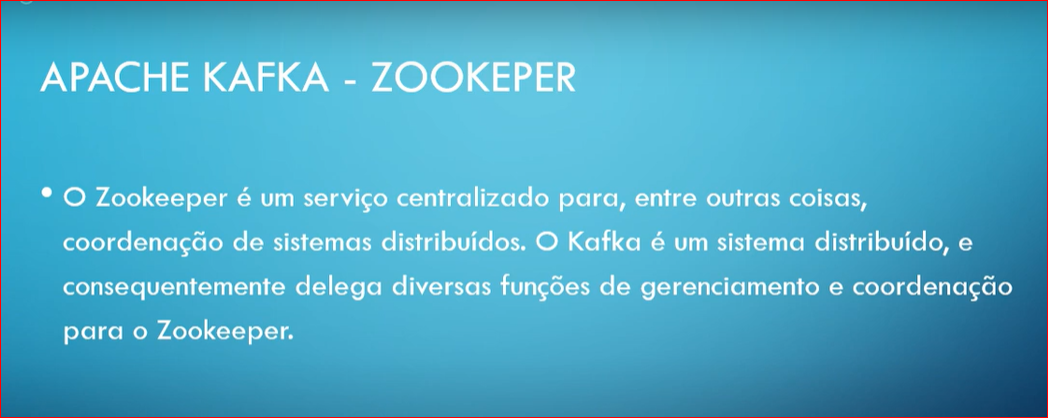 APACHE KAFKA - ZOOKEPER
• O Zookeeper é um serviço centralizado para, entre outras coisas,
coordenação de sistemas distribuídos. O Kafka é um sistema distribuído, e
consequentemente delega diversas funções de gerenciamento e coordenação
para o Zookeeper.